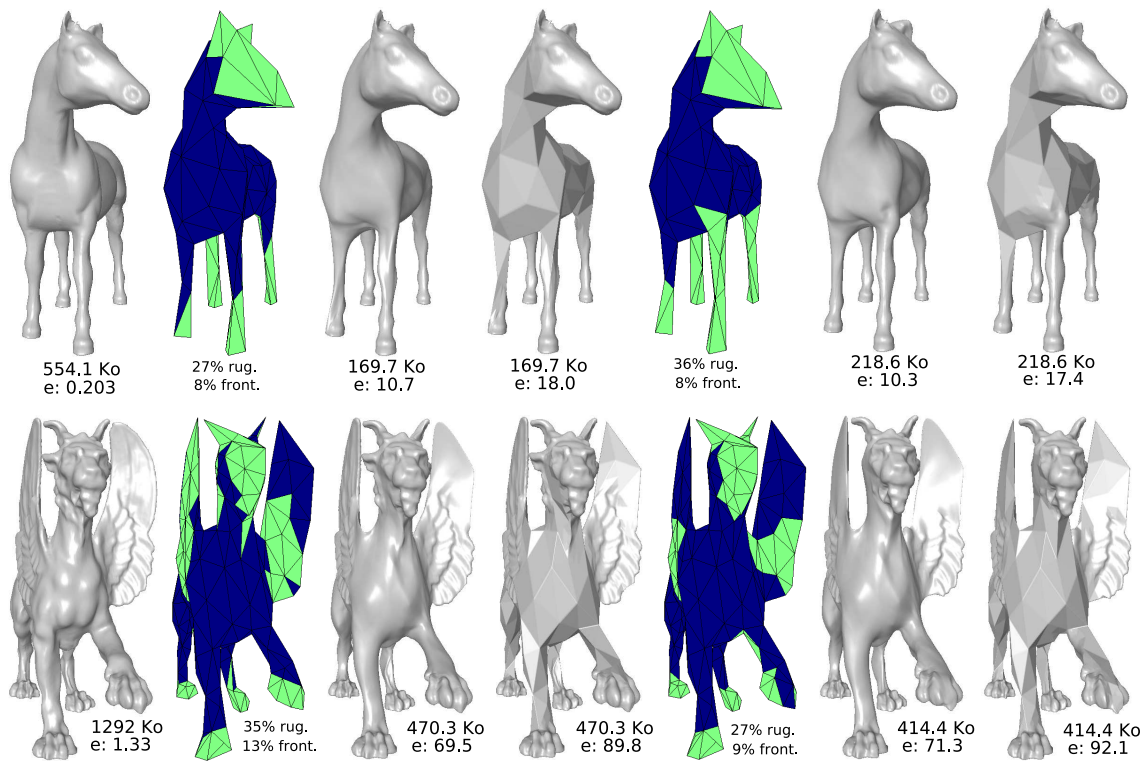 554.1 Ko
e: 0.203
27% rug.
8% front.
169.7 Ko
e: 10.7
169.7 Ko
e: 18.0
36% rug.
8% front.
218.6 Ko
e: 10.3
218.6 Ko
e: 17.4
1292 Ko
e: 1.33
35% rug.
13% front.
470.3 Ko
e: 69.5
470.3 Ko
e: 89.8
27% rug.
9% front.
414.4 Ko
e: 71.3
414.4 Ko
e: 92.1